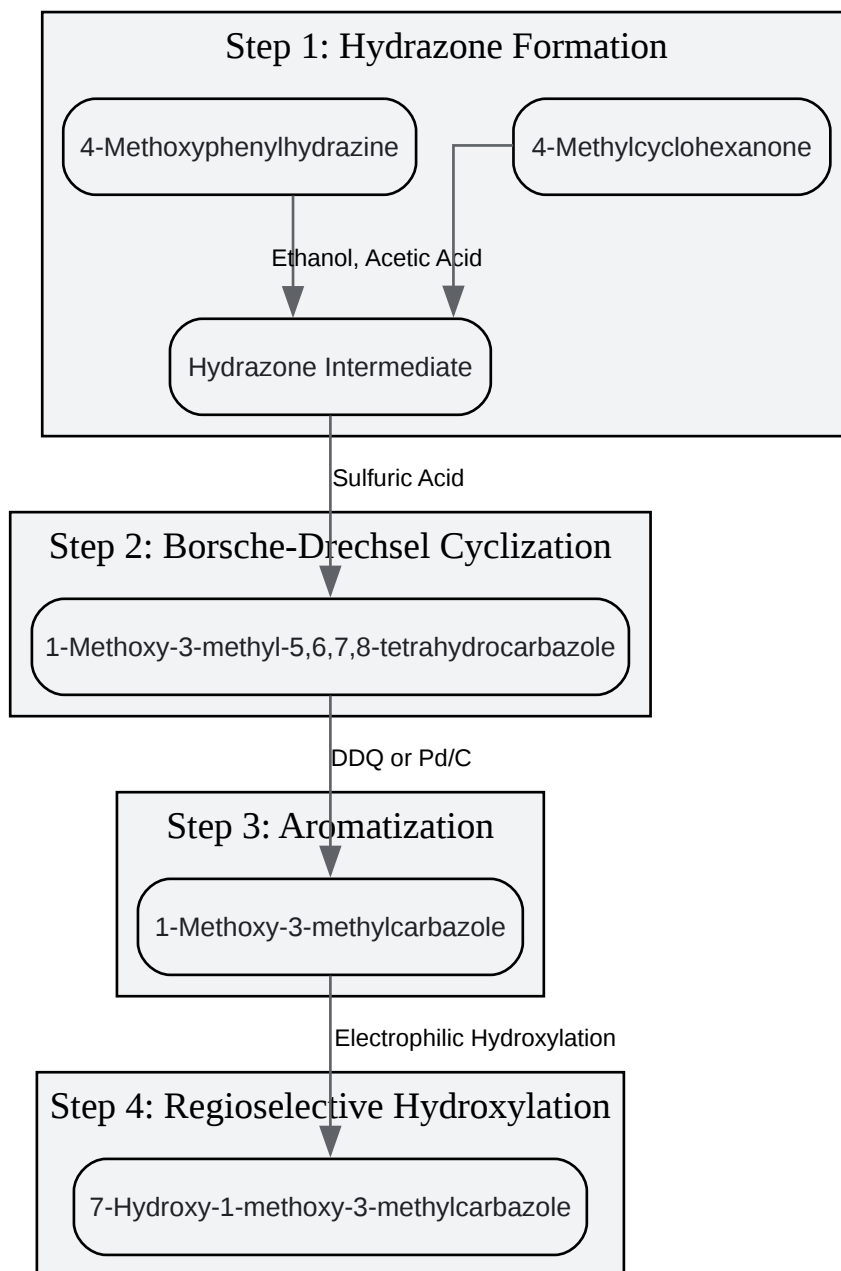 Step 1: Hydrazone Formation
4-Methoxyphenylhydrazine
4-Methylcyclohexanone
Ethanol, Acetic Acid
Hydrazone Intermediate
Sulfuric Acid
Step 2: Borsche-Drechsel Cyclization
1-Methoxy-3-methyl-5,6,7,8-tetrahydrocarbazole
DDQ or Pd/C
Step 3: Aromatization
1-Methoxy-3-methylcarbazole
Electrophilic Hydroxylation
Step 4: Regioselective Hydroxylation
7-Hydroxy-1-methoxy-3-methylcarbazole